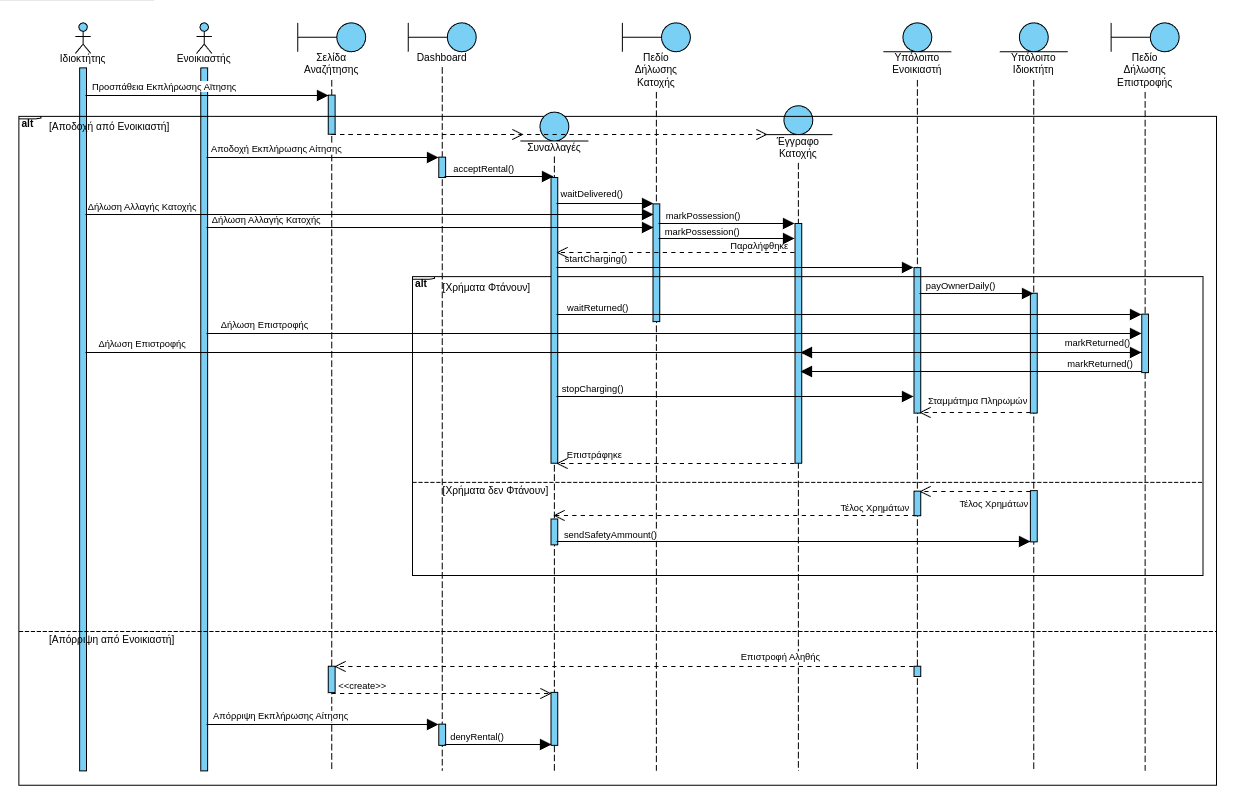 Ιδιοκτήτης
Ενοικιαστής
Σελίδα
Αναζήτησης
Dashboard
Πεδίο
Δήλωσης
Κατοχής
Υπόλοιπο
Ενοικιαστή
Υπόλοιπο
Ιδιοκτήτη
Πεδίο
Δήλωσης
Επιστροφής
Προσπάθεια Εκπλήρωσης Αίτησης
alt
[Αποδοχή από Ενοικιαστή]
Συναλλαγές
Έγγραφο
Κατοχής
Αποδοχή Εκπλήρωσης Αίτησης
acceptRental()
waitDelivered()
Δήλωση Αλλαγής Κατοχής
Δήλωση Αλλαγής Κατοχής
markPossession()
markPossession()
Παραλήφθηκε
startCharging()
alt
[Χρήματα Φτάνουν]
payOwnerDaily()
waitReturned()
Δήλωση Επιστροφής
Δήλωση Επιστροφής
markReturned()
markReturned()
stopCharging()
Σταμμάτημα Πληρωμών
Επιστράφηκε
[Χρήματα δεν Φτάνουν]
Τέλος Χρημάτων
Τέλος Χρημάτων
sendSafetyAmmount()
[Απόρριψη από Ενοικιαστή]
Επιστροφή Αληθής
<<create>>
Απόρριψη Εκπλήρωσης Αίτησης
denyRental()